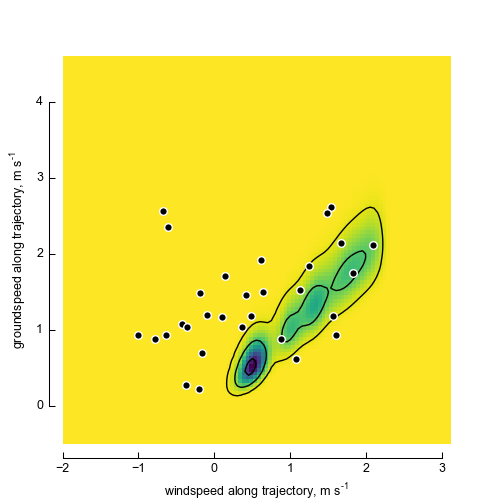 groundspeed along trajectory, m s⁻¹
4
3
2
1
0
−2 −1 0 1 2 3
windspeed along trajectory, m s⁻¹